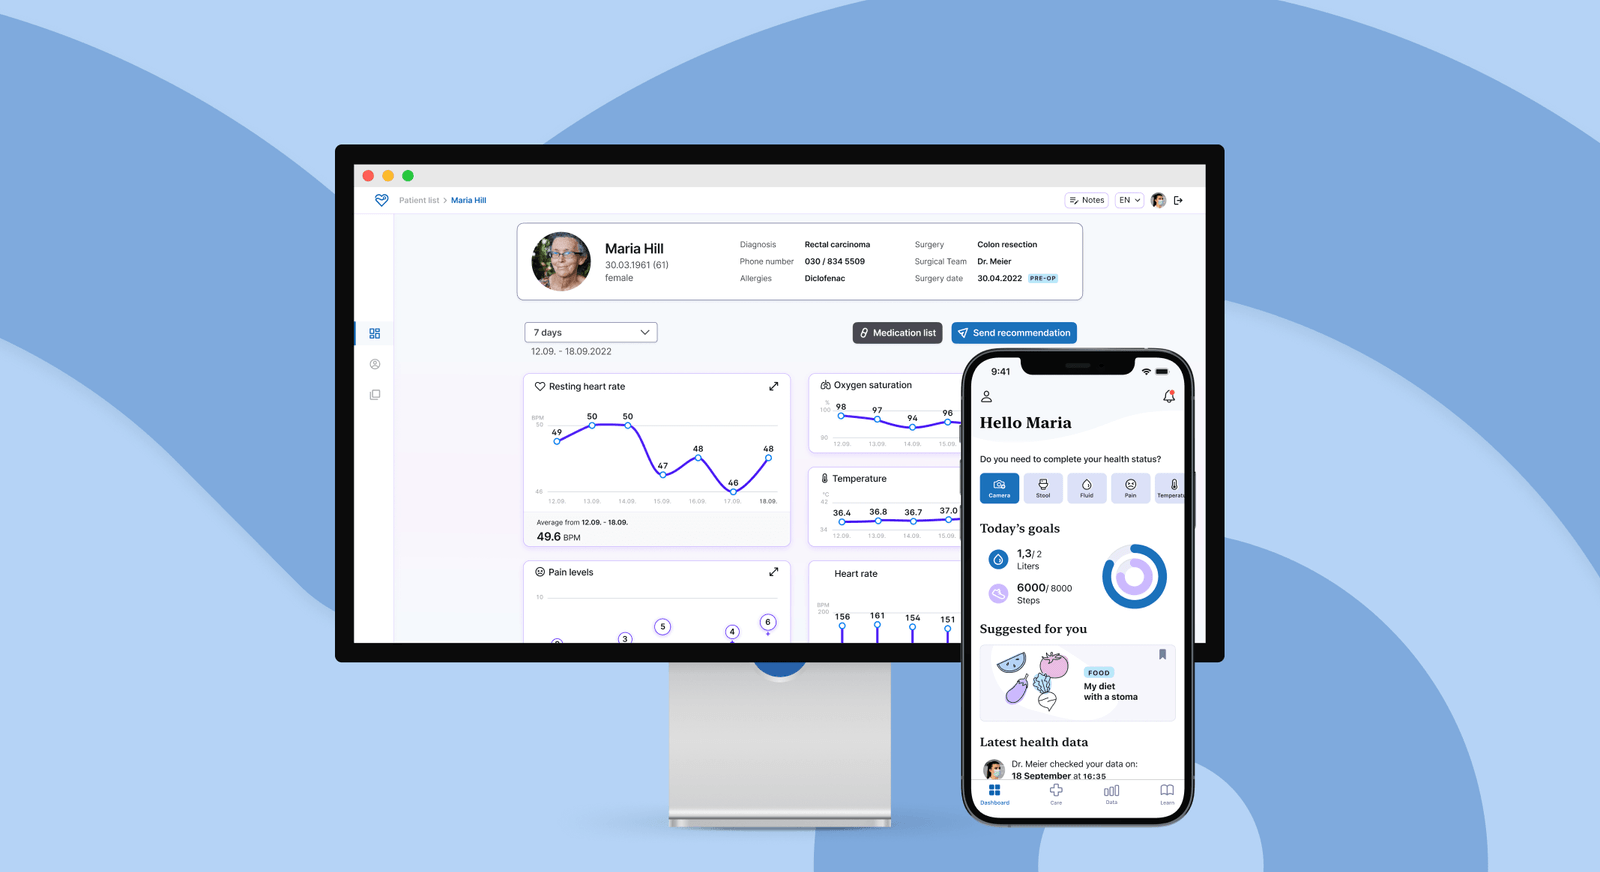 Patient list > Maria Hill
Notes
EN
Maria Hill
30.03.1961 (61)
female
Diagnosis Rectal carcinoma
Phone number 030 / 834 5509
Allergies Diclofenac
Surgery Colon resection
Surgical Team Dr. Meier
Surgery date 30.04.2022 PRE-OP
7 days
12.09. - 18.09.2022
Medication list
Send recommendation
Resting heart rate
BPM
50
49 50 50 47 48 46 48
46
12.09. 13.09. 14.09. 15.09. 16.09. 17.09. 18.09.
Average from 12.09. - 18.09.
49.6 BPM
Oxygen saturation
%
100
98 97 94 96
80
12.09. 13.09. 14.09. 15.09.
Temperature
°C
42
36.4 36.8 36.7 37.0
34
12.09. 13.09. 14.09. 15.09.
Pain levels
10
3 5 4 6
Heart rate
BPM
200
156 161 154 151
9:41
Hello Maria
Do you need to complete your health status?
Camera
Stool
Fluid
Pain
Temperatu
Today's goals
1,3/ 2
Liters
6000/ 8000
Steps
Suggested for you
FOOD
My diet
with a stoma
Latest health data
Dr. Meier checked your data on:
18 September at 16:35
Dashboard
Care
Data
Learn